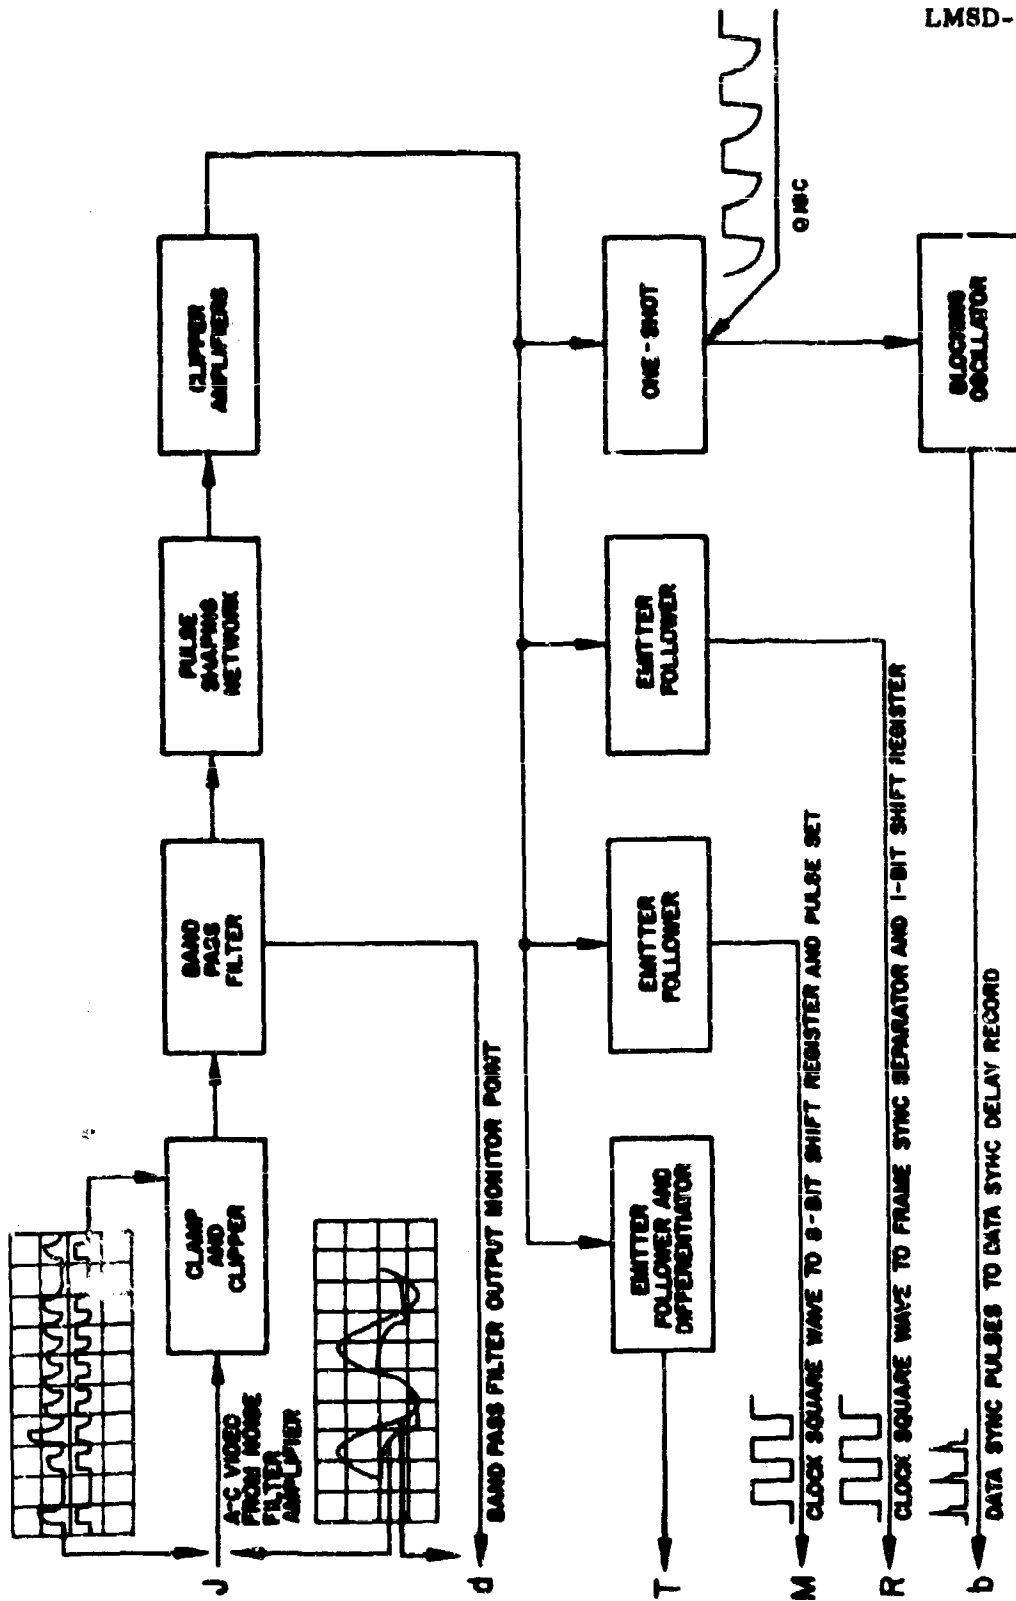 LMSD-
J
A-C VIDEO
FROM NOISE
FILTER
AMPLIFIER
CLAMP
AND
CLIPPER
BAND
PASS
FILTER
PULSE
SHAPING
NETWORK
CLIPPER
AMPLIFIERS
d
BAND PASS FILTER OUTPUT MONITOR POINT
EMITTER
FOLLOWER AND
DIFFERENTIATOR
EMITTER
FOLLOWER
EMITTER
FOLLOWER
ONE-SHOT
Q18C
T
M
CLOCK SQUARE WAVE TO 8-BIT SHIFT REGISTER AND PULSE SET
R
CLOCK SQUARE WAVE TO FRAME SYNC SEPARATOR AND 1-BIT SHIFT REGISTER
BLOCKING
OSCILLATOR
b
DATA SYNC PULSES TO DATA SYNC DELAY RECORD